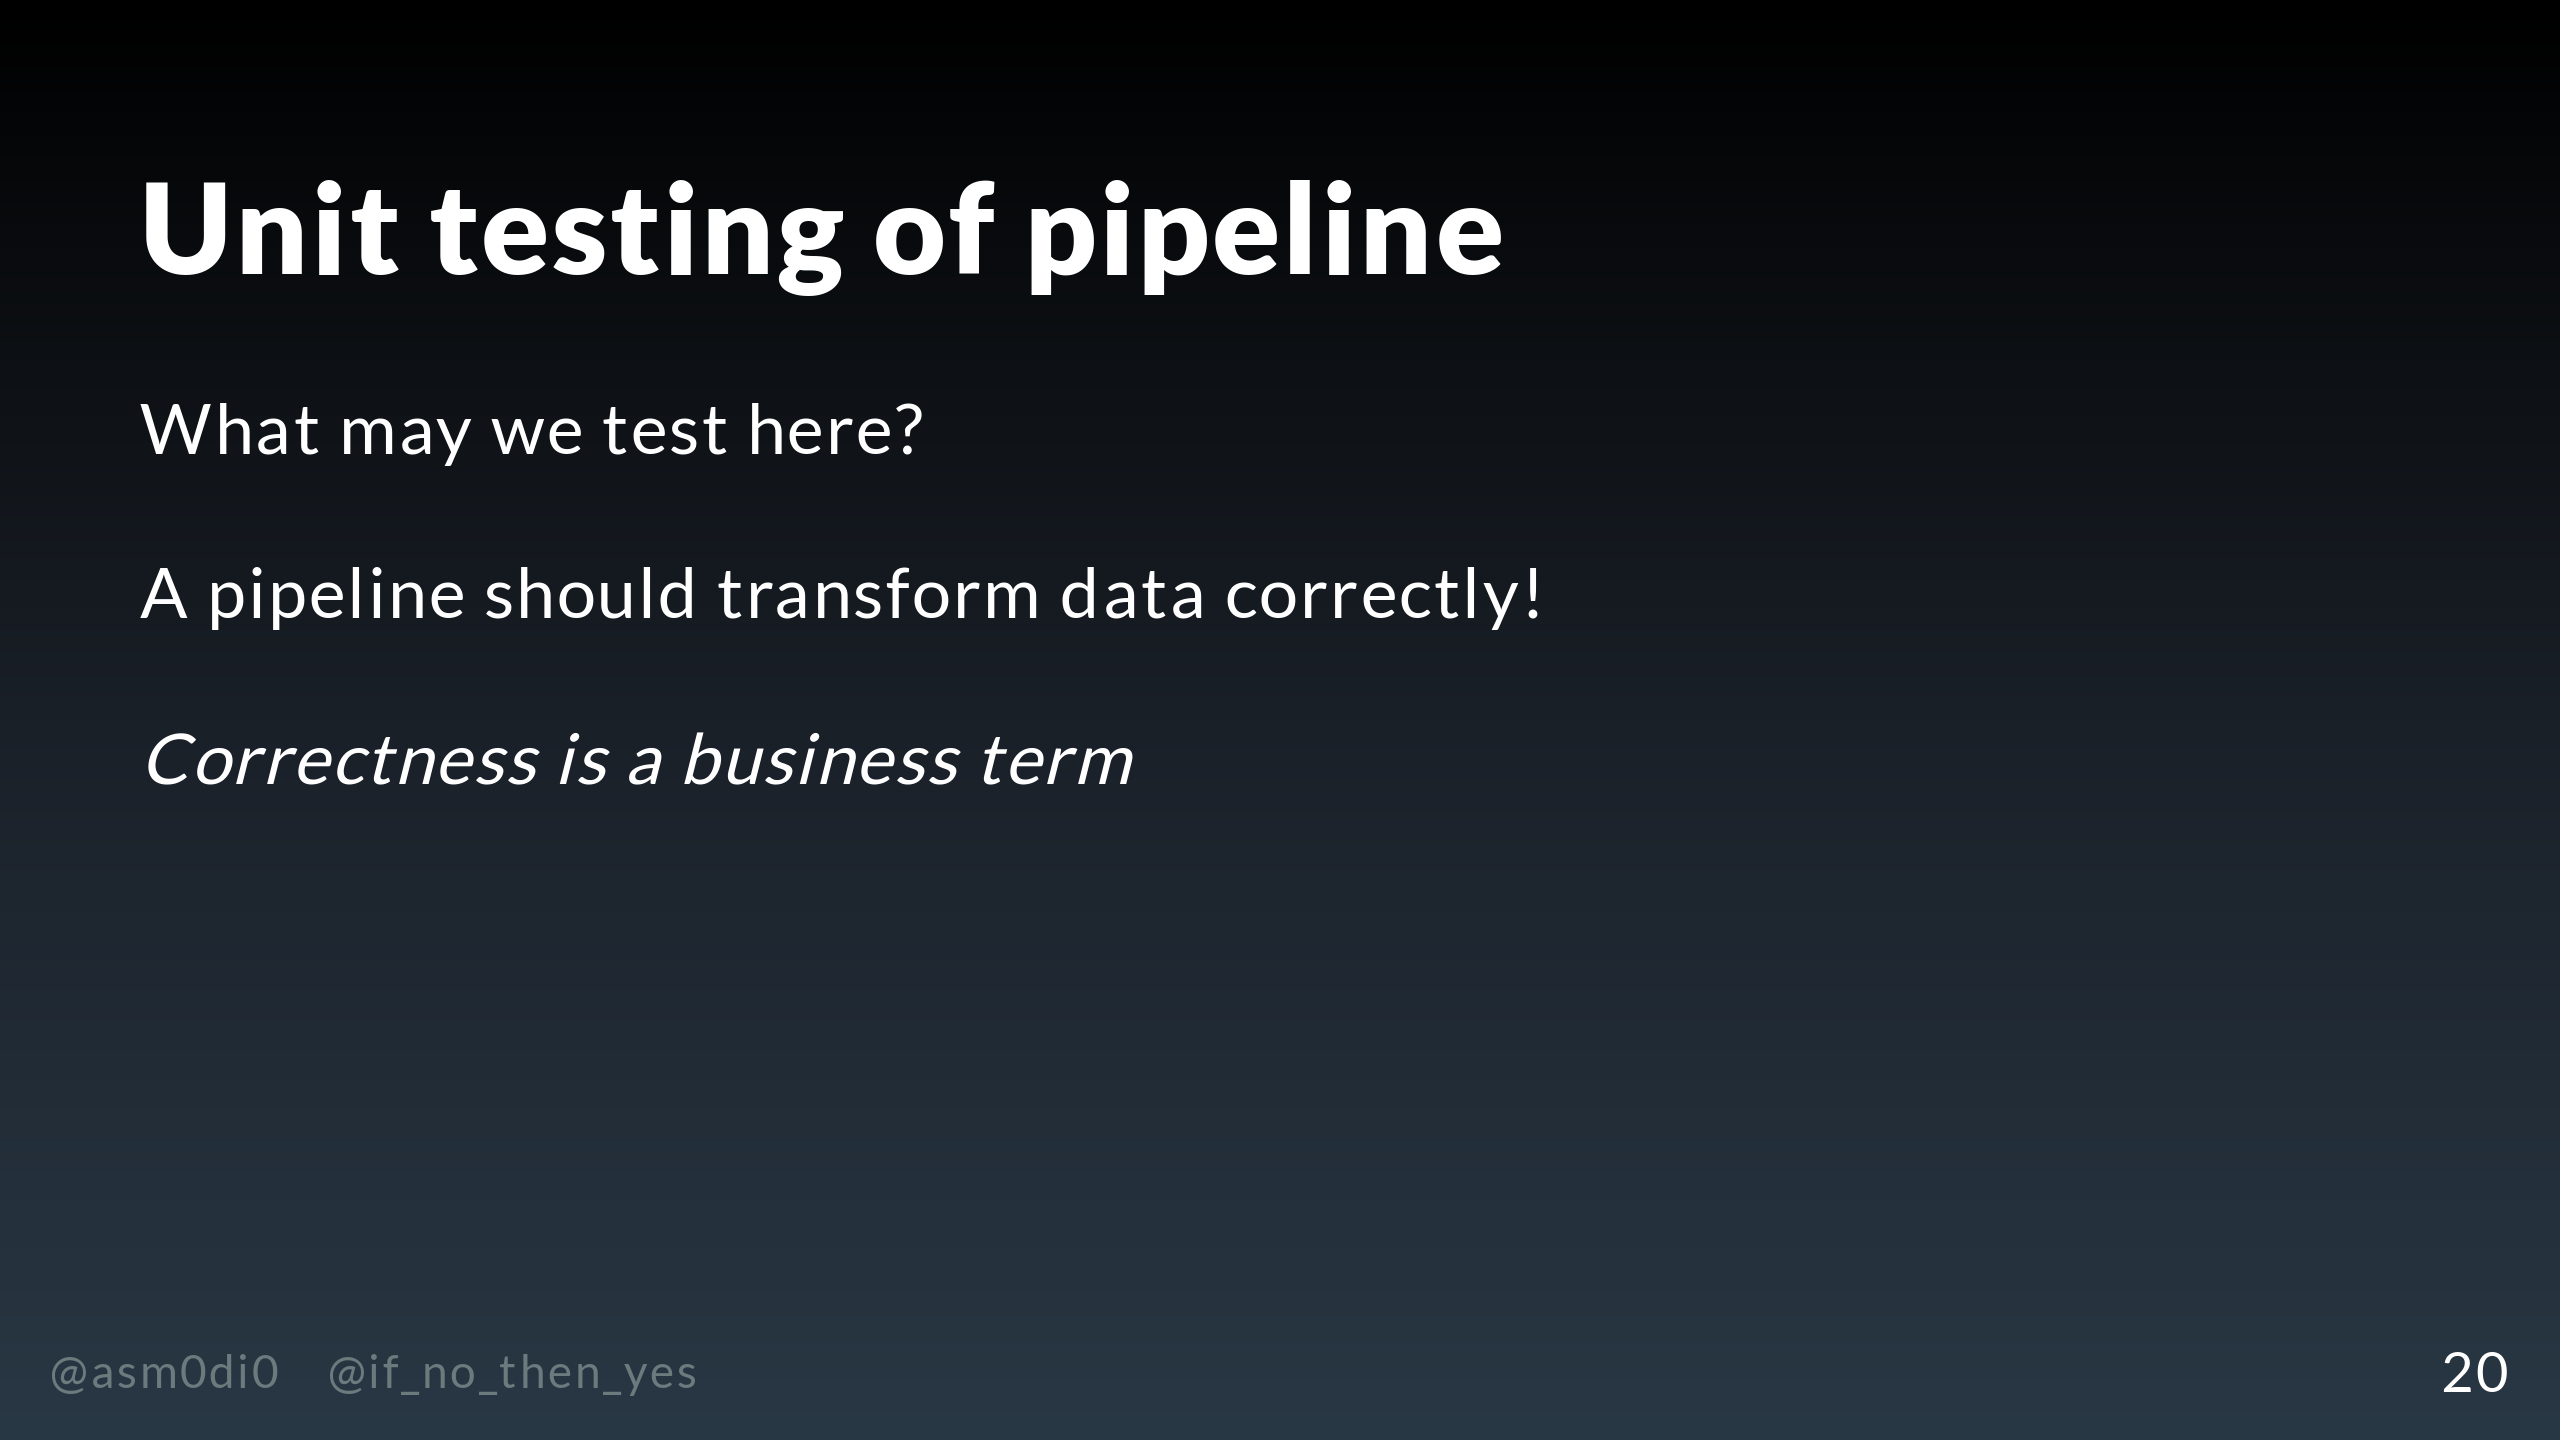 Unit testing of pipeline
What may we test here?
A pipeline should transform data correctly!
Correctness is a business term
@asm0di0 @if_no_then_yes
20